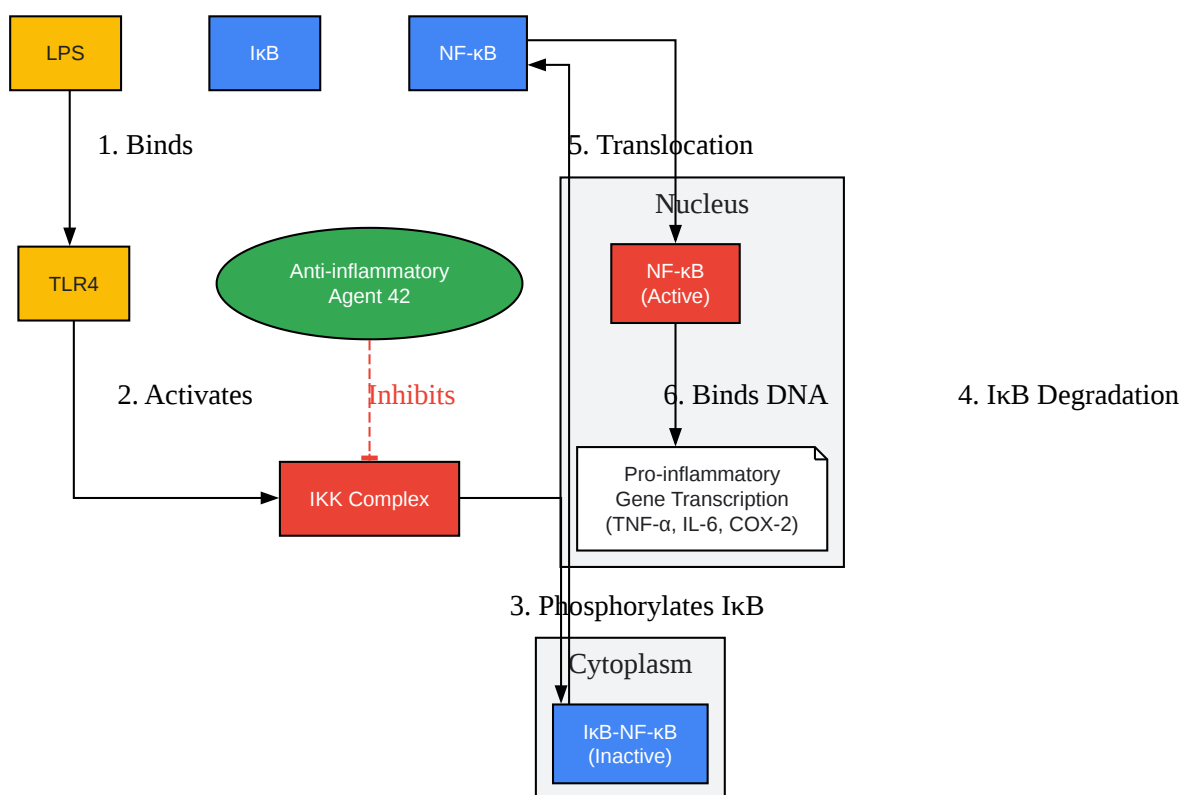 LPS
IκB
NF-κB
1. Binds
5. Translocation
Nucleus
TLR4
Anti-inflammatory
Agent 42
NF-κB
(Active)
2. Activates
Inhibits
6. Binds DNA
4. IκB Degradation
IKK Complex
Pro-inflammatory
Gene Transcription
(TNF-α, IL-6, COX-2)
3. Phosphorylates IκB
Cytoplasm
IκB-NF-κB
(Inactive)